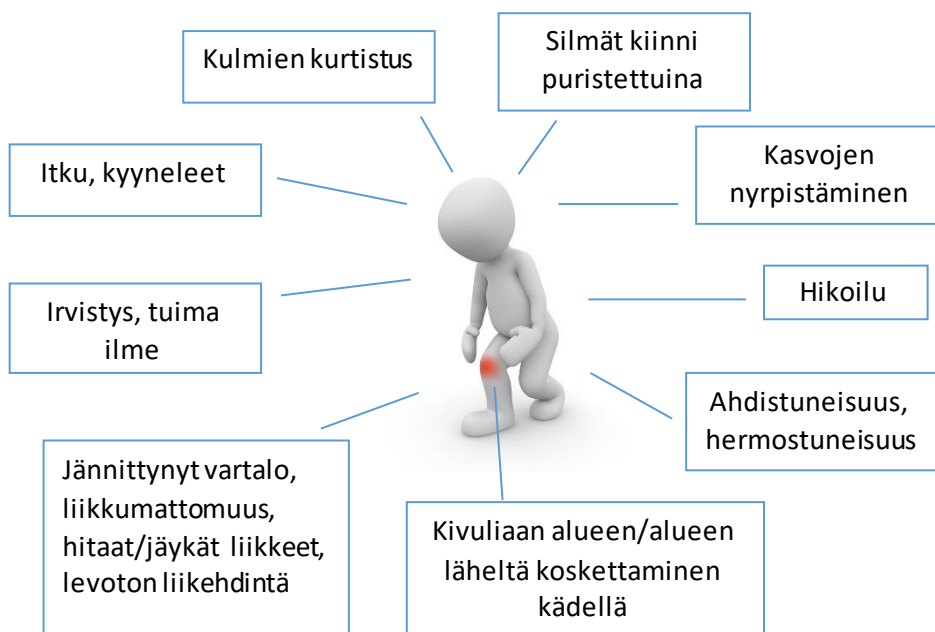 Kulmien kurtistus
Silmät kiinni
puristettuina
Itku, kyyneleet
Kasvojen
nyrpistäminen
Irvistys, tuima
ilme
Hikoilu
Ahdistuneisuus,
hermostuneisuus
Jännittynyt vartalo,
liikkumattomuus,
hitaat/jäykät liikkeet,
levoton liikehdintä
Kivuliaan alueen/alueen
läheltä koskettaminen
kädellä